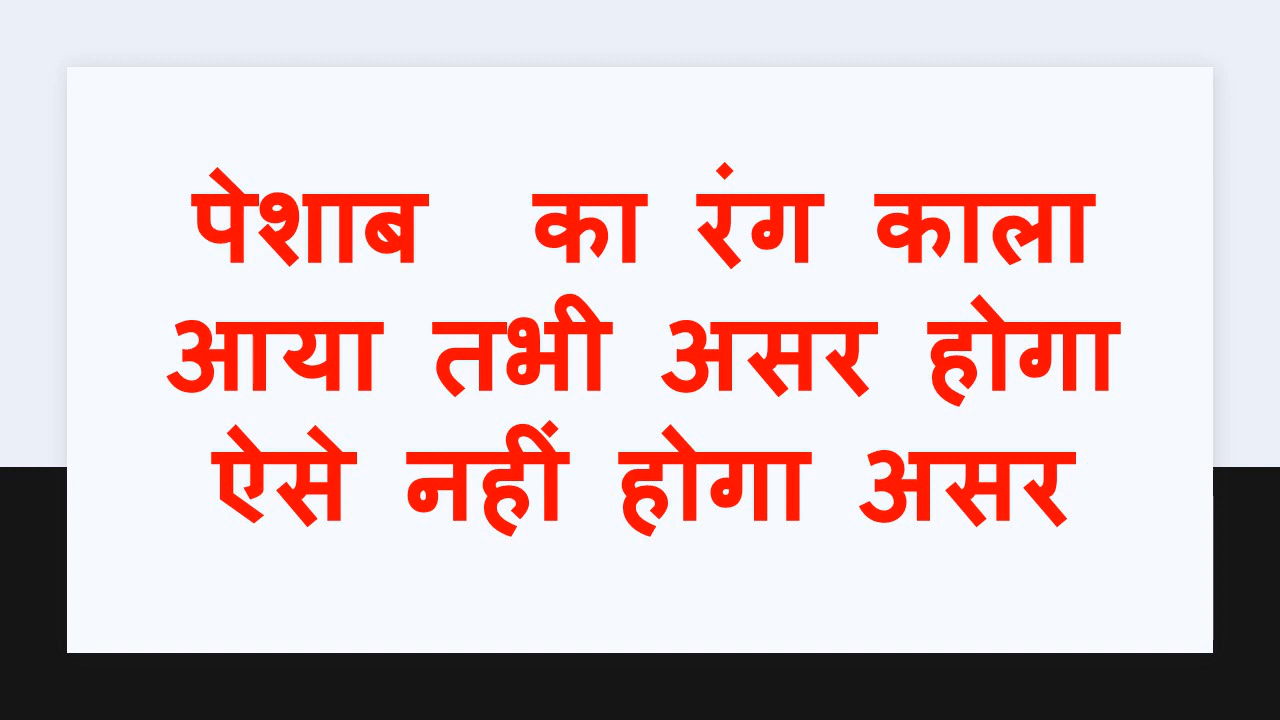 पेशाब का रंग काला
आया तभी असर होगा
ऐसे नहीं होगा असर